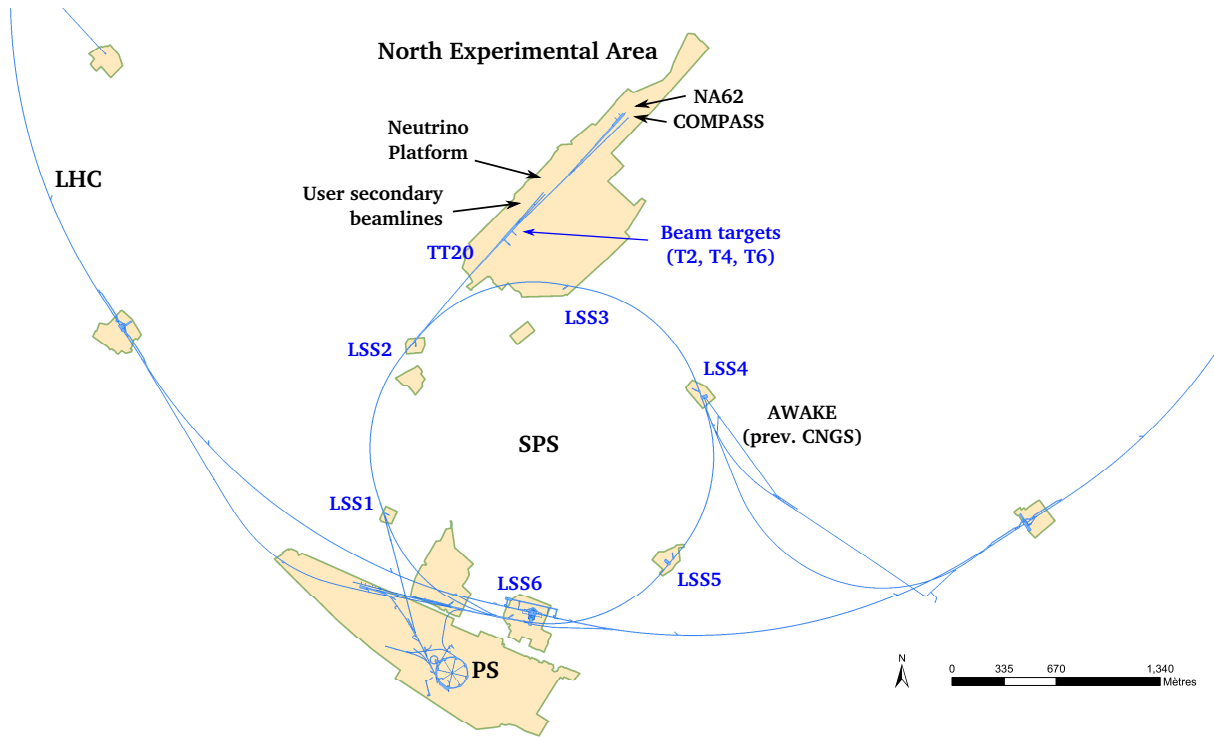 North Experimental Area
NA62
COMPASS
Neutrino
Platform
LHC
User secondary
beamlines
TT20
Beam targets
(T2, T4, T6)
LSS3
LSS2
LSS4
AWAKE
(prev. CNGS)
SPS
LSS1
LSS6
LSS5
PS
N
0 335 670 1,340
Mètres